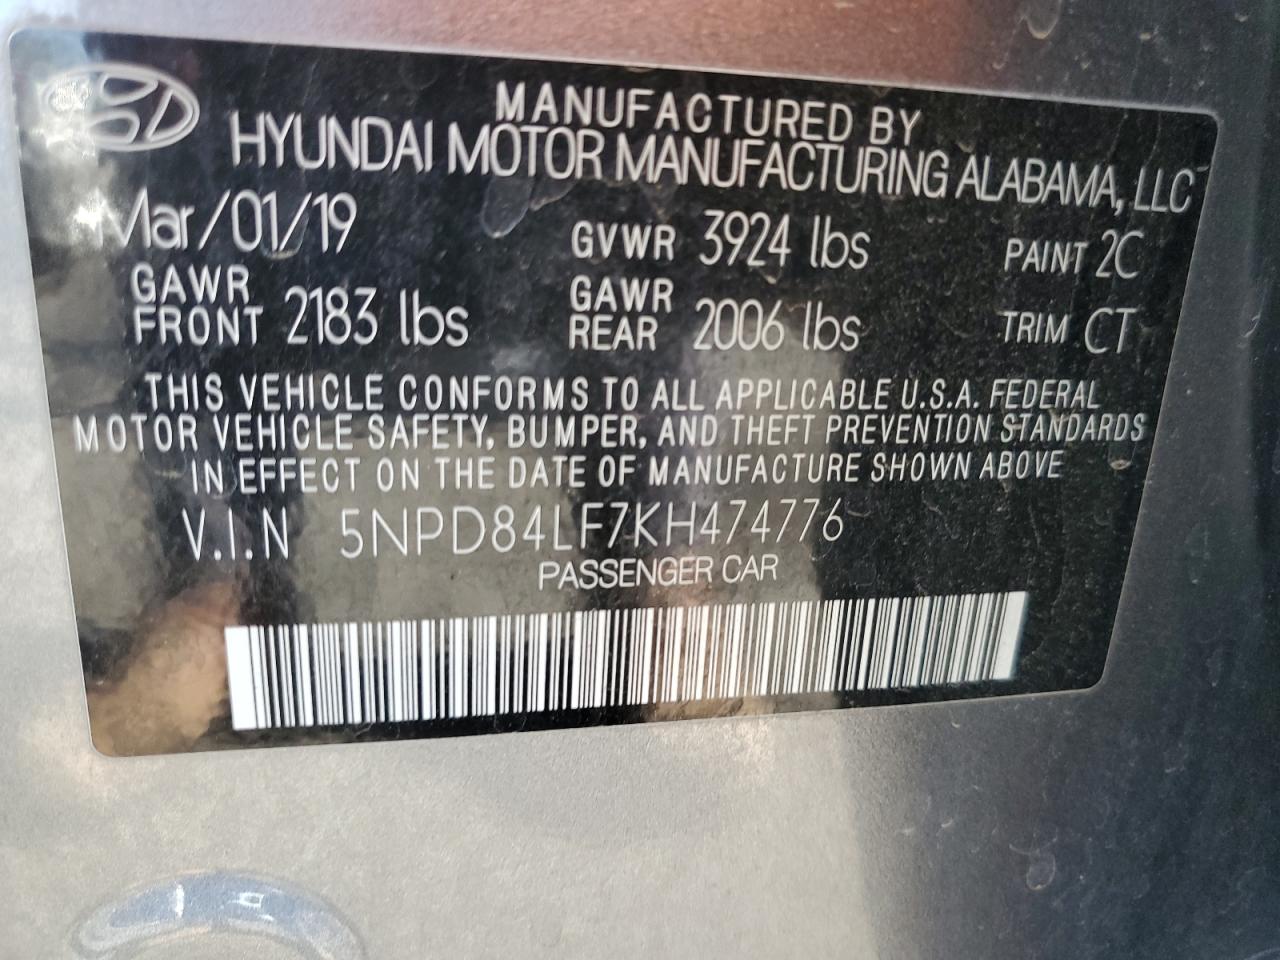 MANUFACTURED BY
HYUNDAI MOTOR MANUFACTURING ALABAMA, LLC
Mar/01/19 GVWR 3924 lbs PAINT 2C
GAWR FRONT 2183 lbs GAWR REAR 2006 lbs TRIM CT
THIS VEHICLE CONFORMS TO ALL APPLICABLE U.S.A. FEDERAL
MOTOR VEHICLE SAFETY, BUMPER, AND THEFT PREVENTION STANDARDS
IN EFFECT ON THE DATE OF MANUFACTURE SHOWN ABOVE
V.I.N 5NPD84LF7KH474776
PASSENGER CAR